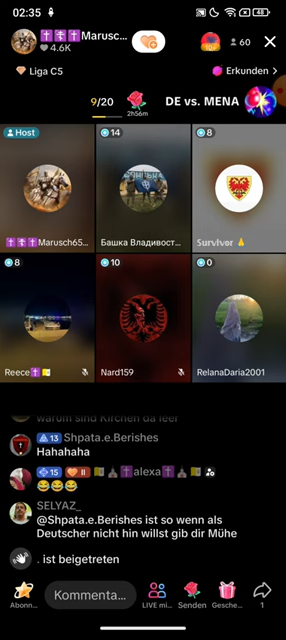 02:35
48
Marusch...
4.6K
60
Liga C5
Erkunden >
9/20
2h56m
DE vs. MENA
Host
14
8
Marusch65...
Башка Владивост...
Survivor
8
10
0
Reece
Nard159
RelanaDaria2001
warum sind Kirchen da leer
13 Shpata.e.Berishes
Hahahaha
15 II alexa
SELYAZ_
@Shpata.e.Berishes ist so wenn als
Deutscher nicht hin willst gib dir Mühe
. ist beigetreten
Kommenta...
Abonn...
LIVE mi...
Senden
Gesche...
1